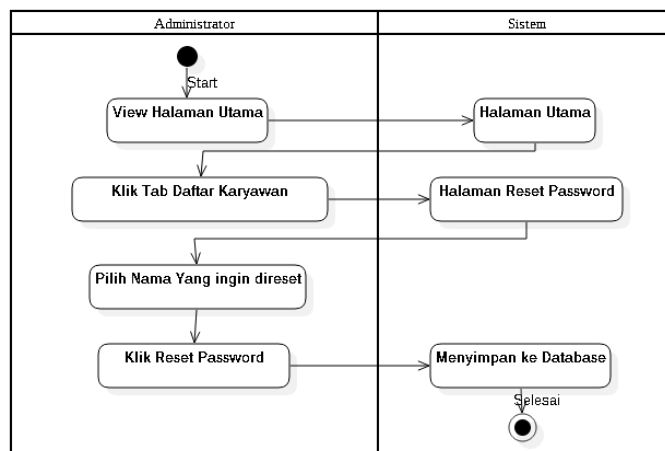 Administrator
Sistem
Start
View Halaman Utama
Halaman Utama
Klik Tab Daftar Karyawan
Halaman Reset Password
Pilih Nama Yang ingin direset
Klik Reset Password
Menyimpan ke Database
Selesai